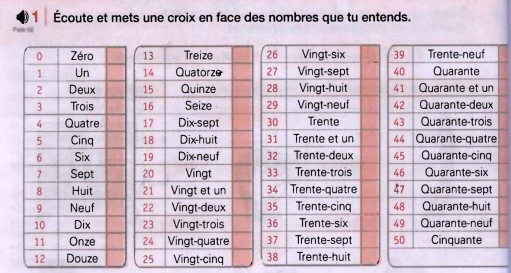 1 Écoute et mets une croix en face des nombres que tu entends.
Piste 02
0 Zéro
1 Un
2 Deux
3 Trois
4 Quatre
5 Cinq
6 Six
7 Sept
8 Huit
9 Neuf
10 Dix
11 Onze
12 Douze
13 Treize
14 Quatorze
15 Quinze
16 Seize
17 Dix-sept
18 Dix-huit
19 Dix-neuf
20 Vingt
21 Vingt et un
22 Vingt-deux
23 Vingt-trois
24 Vingt-quatre
25 Vingt-cinq
26 Vingt-six
27 Vingt-sept
28 Vingt-huit
29 Vingt-neuf
30 Trente
31 Trente et un
32 Trente-deux
33 Trente-trois
34 Trente-quatre
35 Trente-cinq
36 Trente-six
37 Trente-sept
38 Trente-huit
39 Trente-neuf
40 Quarante
41 Quarante et un
42 Quarante-deux
43 Quarante-trois
44 Quarante-quatre
45 Quarante-cinq
46 Quarante-six
47 Quarante-sept
48 Quarante-huit
49 Quarante-neuf
50 Cinquante